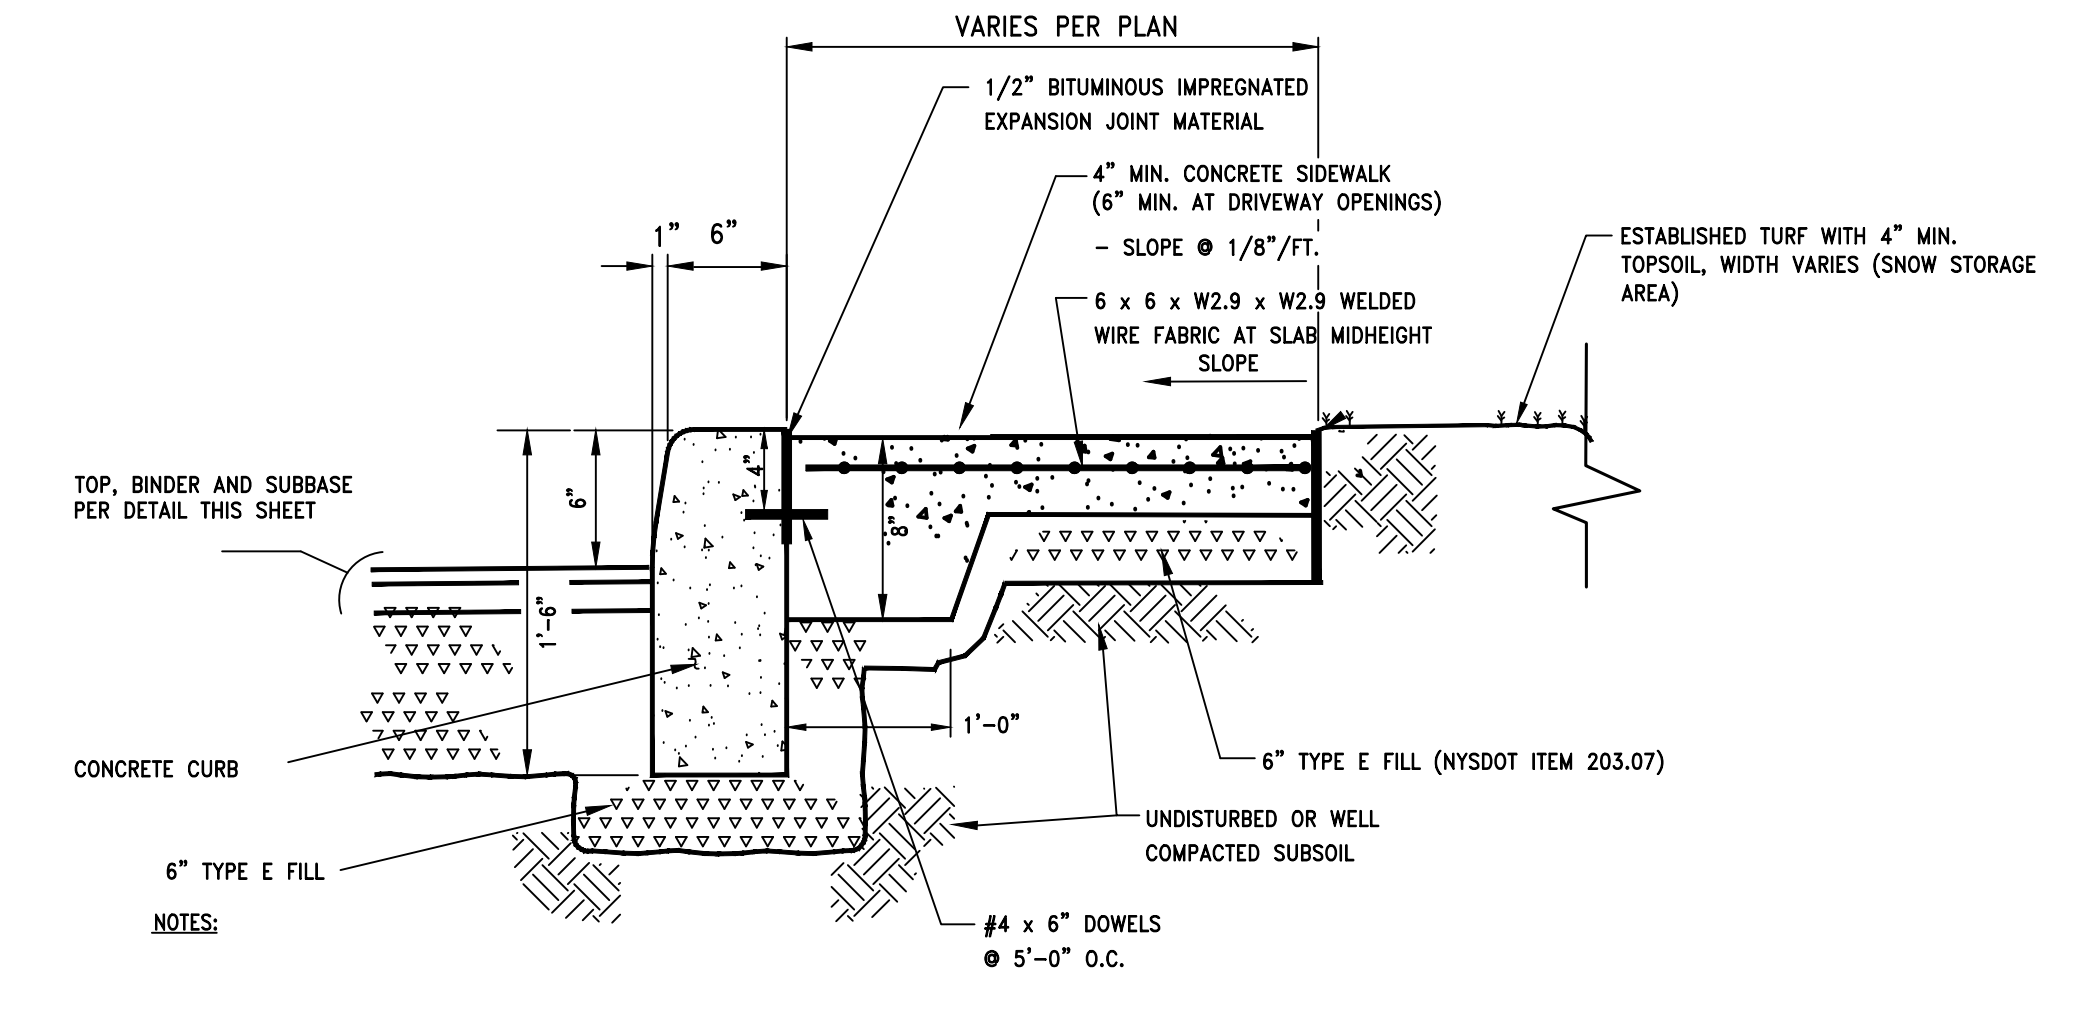 VARIES PER PLAN
1/2" BITUMINOUS IMPREGNATED
EXPANSION JOINT MATERIAL
4" MIN. CONCRETE SIDEWALK
(6" MIN. AT DRIVEWAY OPENINGS)
- SLOPE @ 1/8"/FT.
1" 6"
ESTABLISHED TURF WITH 4" MIN.
TOPSOIL, WIDTH VARIES (SNOW STORAGE
AREA)
6 x 6 x W2.9 x W2.9 WELDED
WIRE FABRIC AT SLAB MIDHEIGHT
SLOPE
4"
6"
8"
TOP, BINDER AND SUBBASE
PER DETAIL THIS SHEET
1'-6"
1'-0"
CONCRETE CURB
6" TYPE E FILL (NYSDOT ITEM 203.07)
UNDISTURBED OR WELL
COMPACTED SUBSOIL
6" TYPE E FILL
NOTES:
#4 x 6" DOWELS
@ 5'-0" O.C.